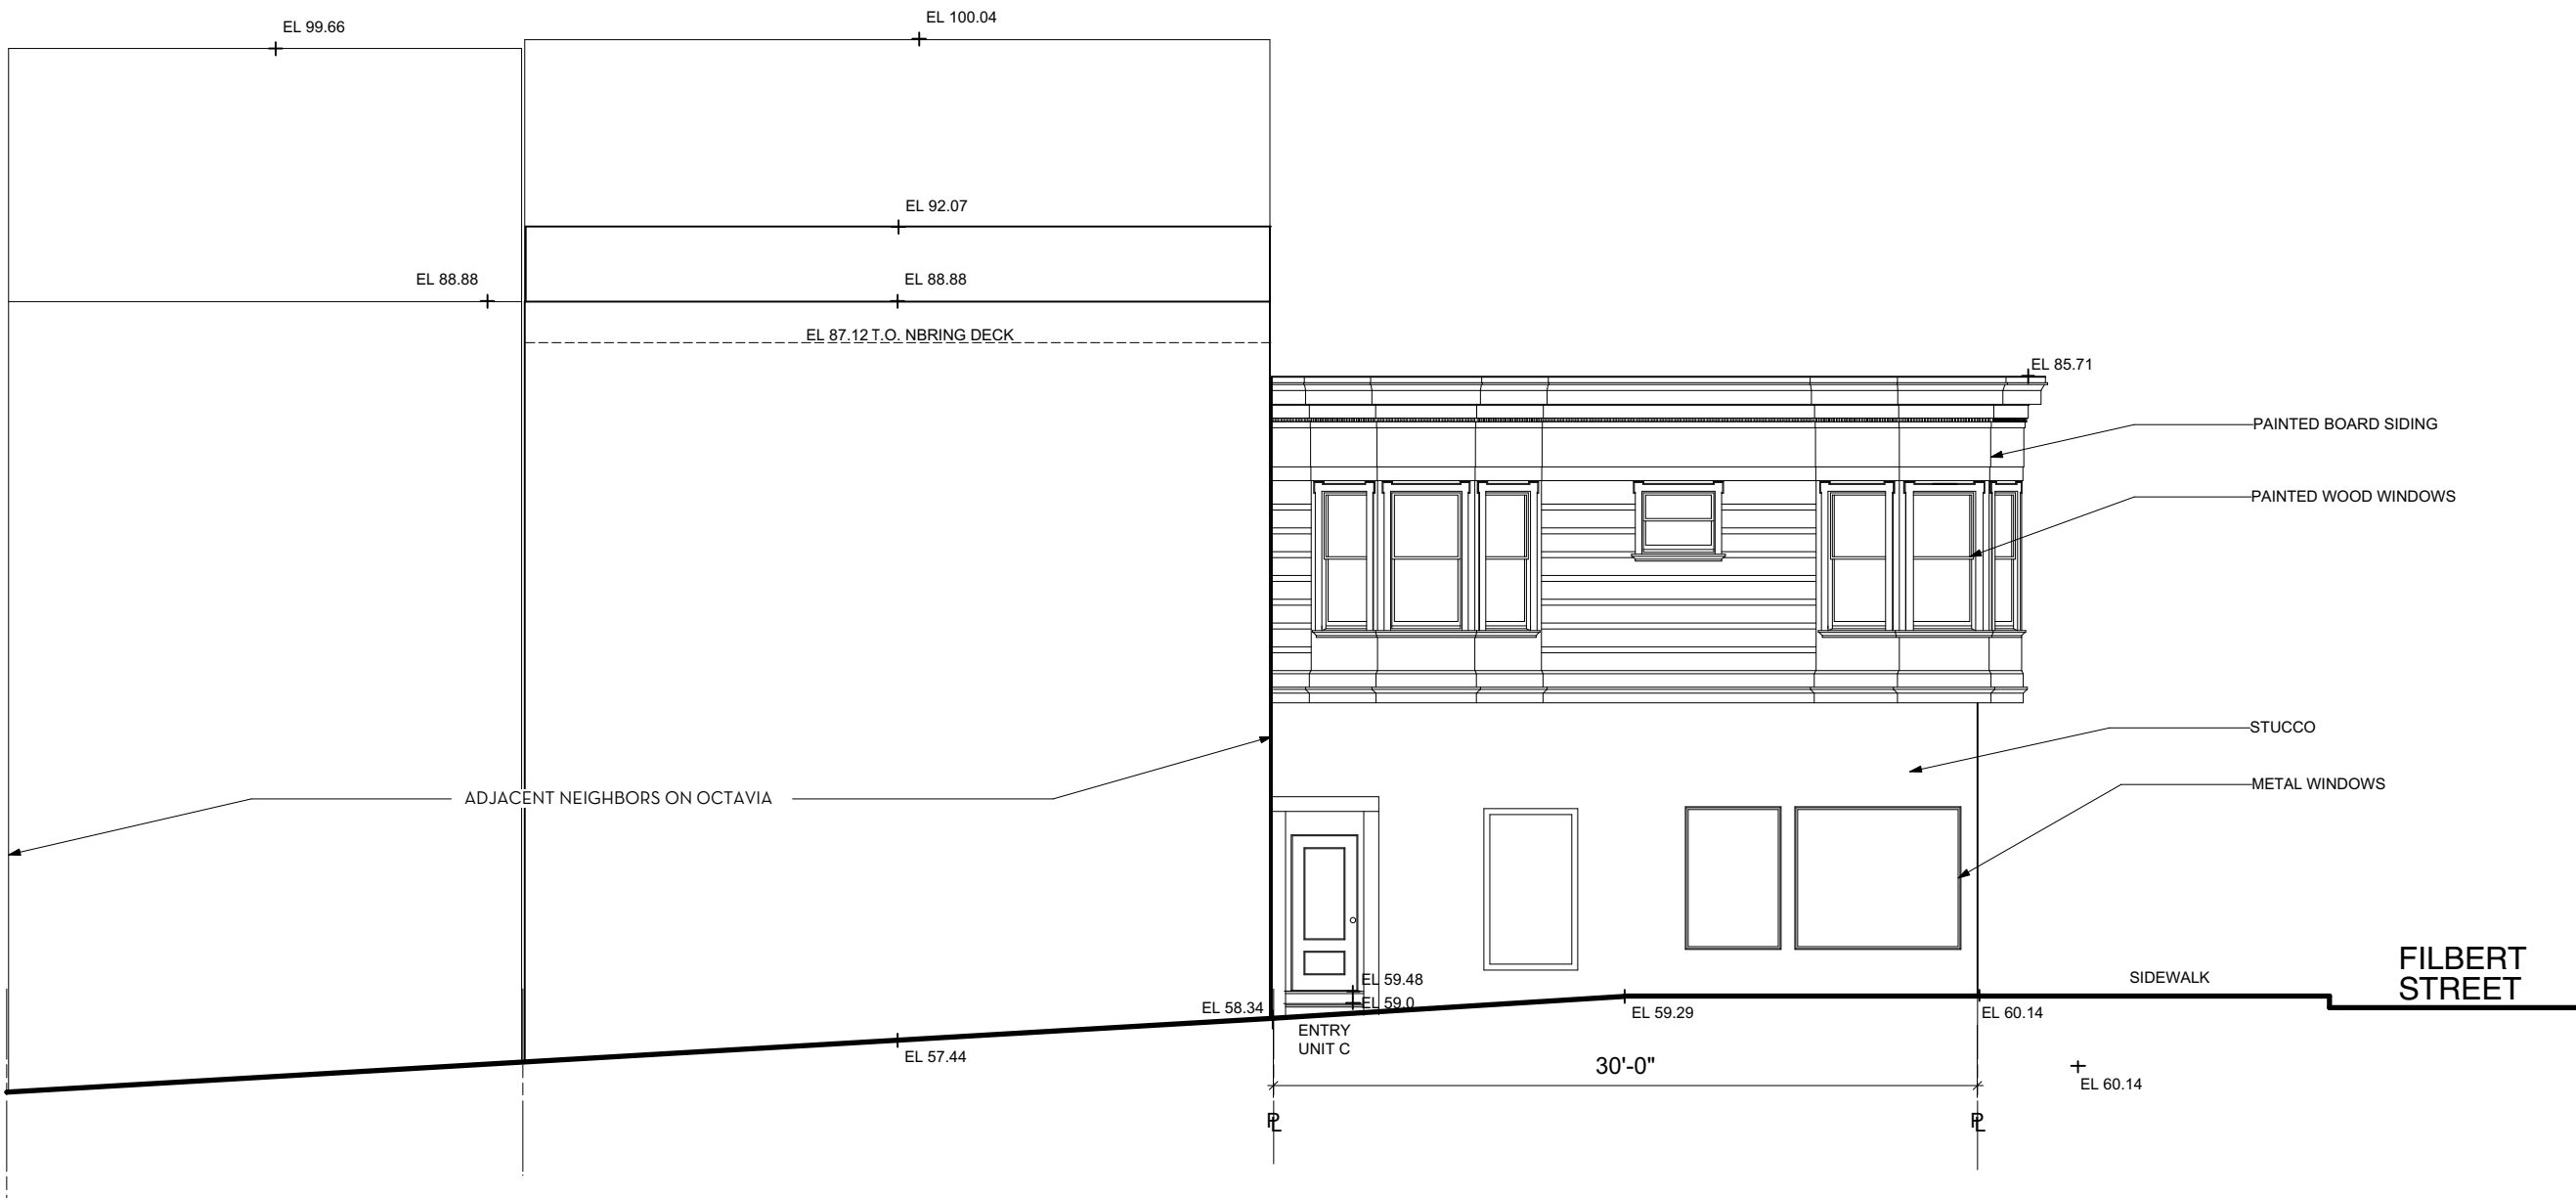 EL 99.66
EL 100.04
EL 92.07
EL 88.88
EL 88.88
EL 87.12 T.O. NBRING DECK
EL 85.71
PAINTED BOARD SIDING
PAINTED WOOD WINDOWS
STUCCO
METAL WINDOWS
ADJACENT NEIGHBORS ON OCTAVIA
FILBERT
STREET
SIDEWALK
EL 59.48
EL 59.0
EL 58.34
EL 59.29
EL 60.14
ENTRY
UNIT C
EL 57.44
30'-0"
EL 60.14
PL
PL